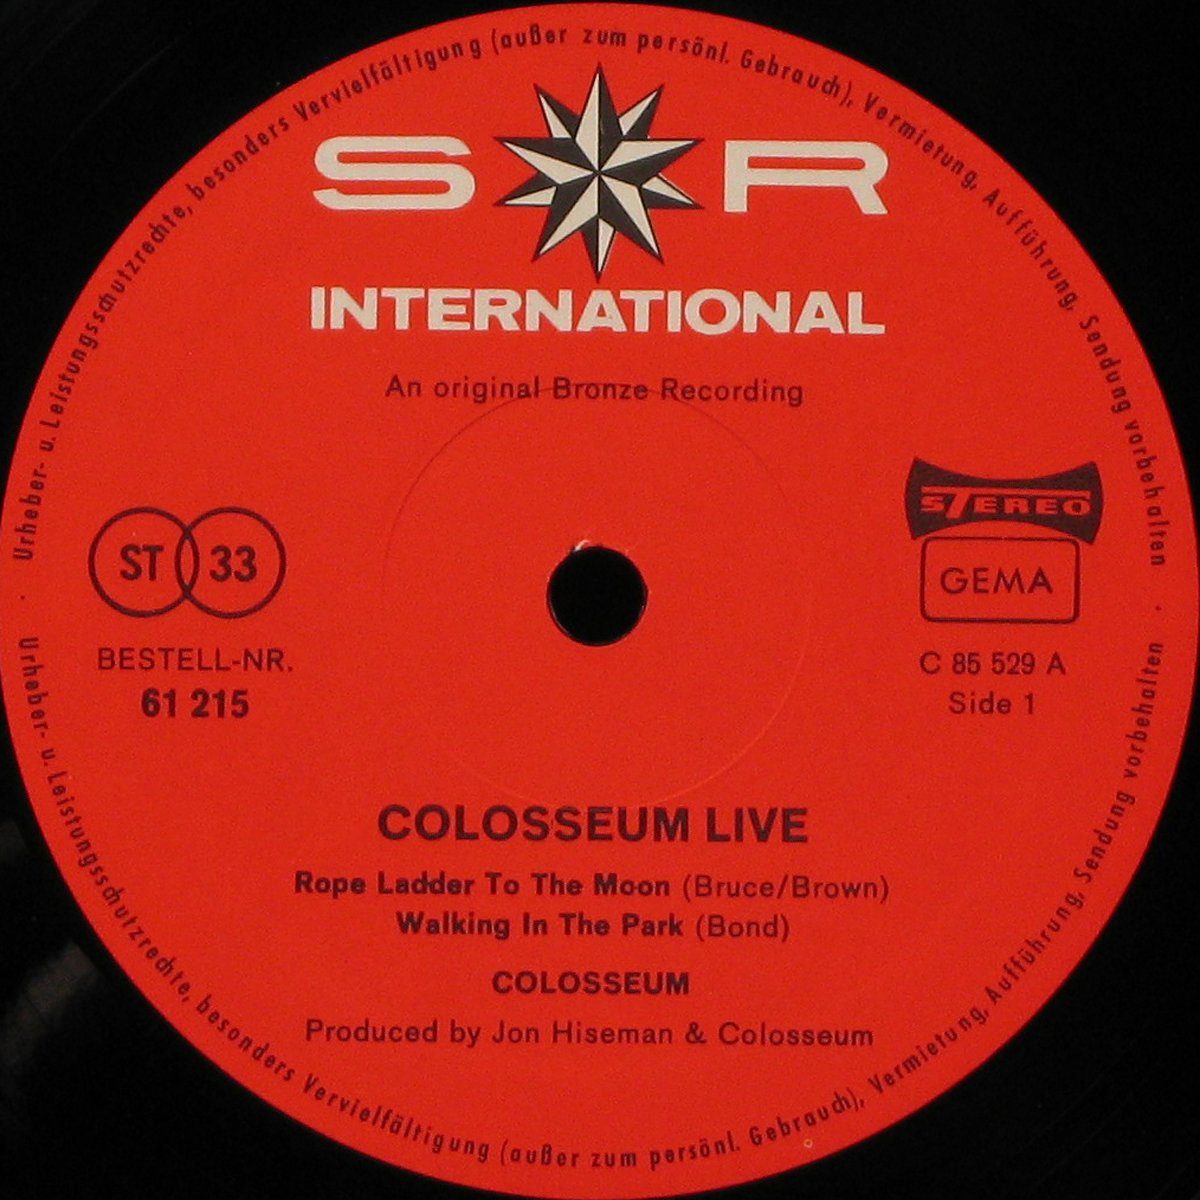 Urheber- u. Leistungsschutzrechte, besonders Vervielfältigung (außer zum persönl. Gebrauch), Vermietung, Aufführung, Sendung vorbehalten
S R
INTERNATIONAL
An original Bronze Recording
STEREO
ST 33
GEMA
BESTELL-NR.
61 215
C 85 529 A
Side 1
COLOSSEUM LIVE
Rope Ladder To The Moon (Bruce/Brown)
Walking In The Park (Bond)
COLOSSEUM
Produced by Jon Hiseman & Colosseum
Urheber- u. Leistungsschutzrechte, besonders Vervielfältigung (außer zum persönl. Gebrauch), Vermietung, Aufführung, Sendung vorbehalten